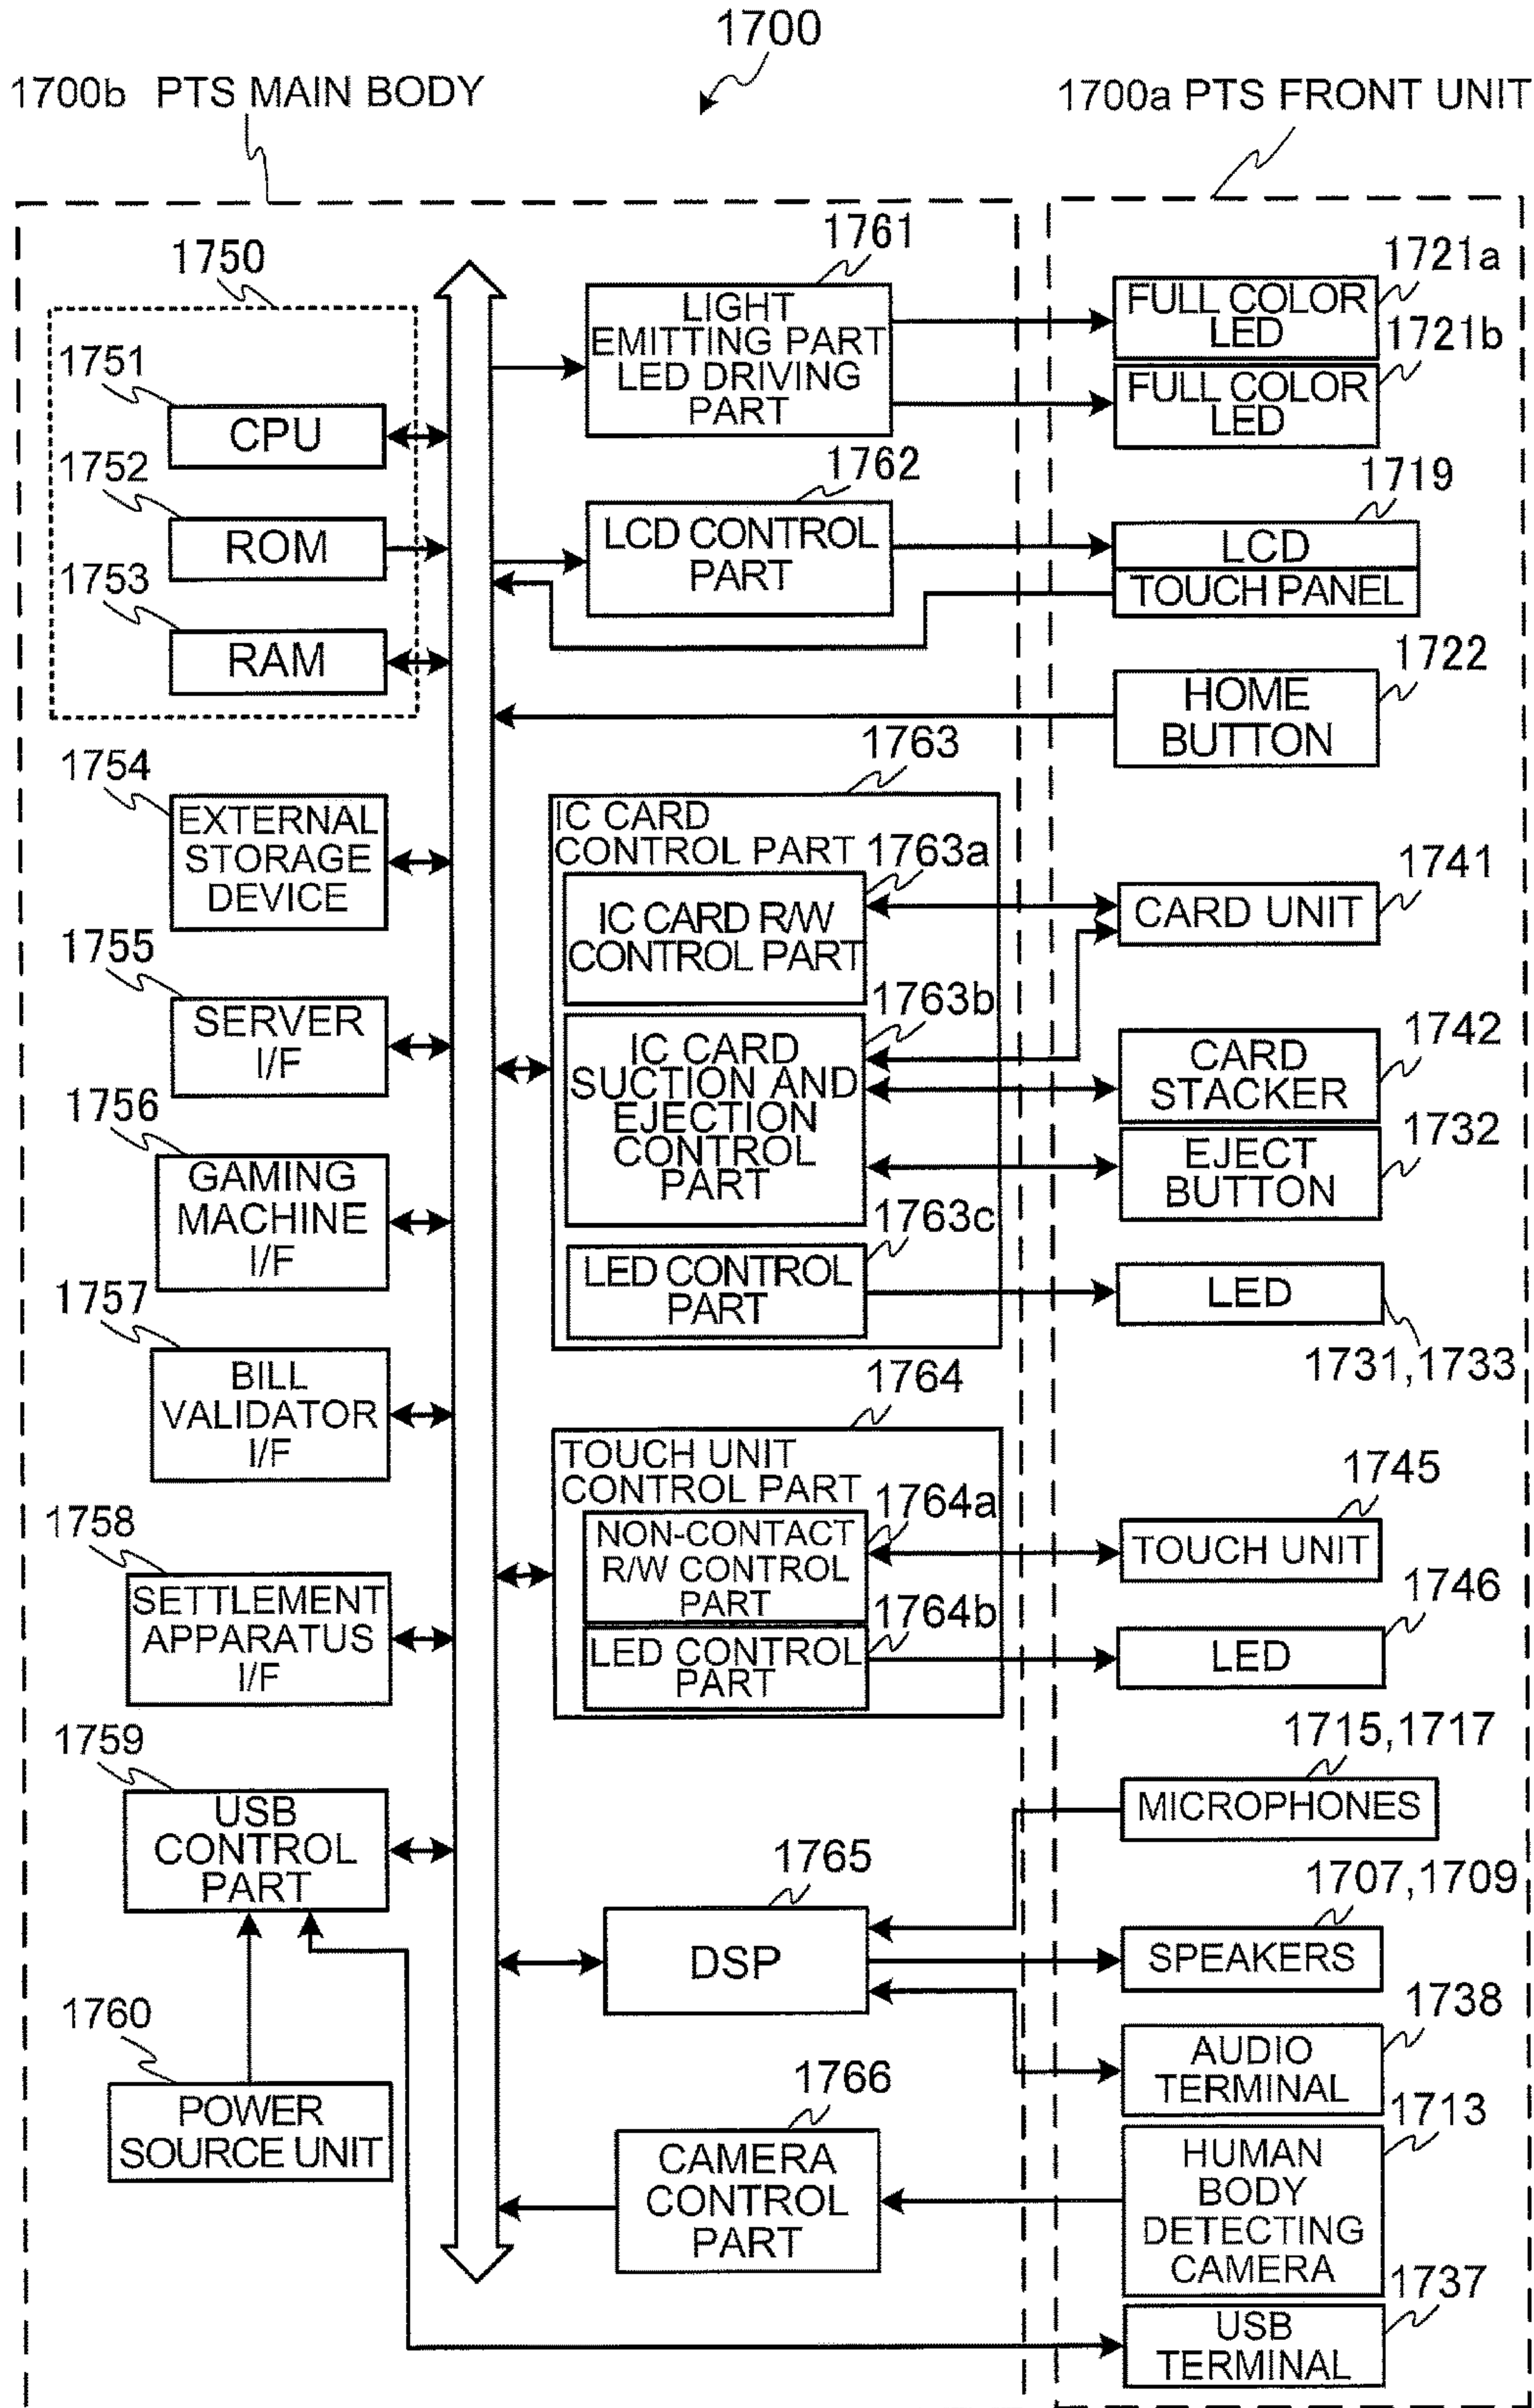 1700
1700b PTS MAIN BODY
1700a PTS FRONT UNIT
1750
1751
CPU
1752
ROM
1753
RAM
1754
EXTERNAL
STORAGE
DEVICE
1755
SERVER
I/F
1756
GAMING
MACHINE
I/F
1757
BILL
VALIDATOR
I/F
1758
SETTLEMENT
APPARATUS
I/F
1759
USB
CONTROL
PART
1760
POWER
SOURCE UNIT
1761
LIGHT
EMITTING PART
LED DRIVING
PART
1762
LCD CONTROL
PART
1763
IC CARD
CONTROL PART
1763a
IC CARD R/W
CONTROL PART
1763b
IC CARD
SUCTION AND
EJECTION
CONTROL
PART
1763c
LED CONTROL
PART
1764
TOUCH UNIT
CONTROL PART
1764a
NON-CONTACT
R/W CONTROL
PART
1764b
LED CONTROL
PART
1765
DSP
1766
CAMERA
CONTROL
PART
1721a
FULL COLOR
LED
1721b
FULL COLOR
LED
1719
LCD
TOUCH PANEL
1722
HOME
BUTTON
1741
CARD UNIT
1742
CARD
STACKER
1732
EJECT
BUTTON
LED
1731,1733
1745
TOUCH UNIT
1746
LED
1715,1717
MICROPHONES
1707,1709
SPEAKERS
1738
AUDIO
TERMINAL
1713
HUMAN
BODY
DETECTING
CAMERA
1737
USB
TERMINAL